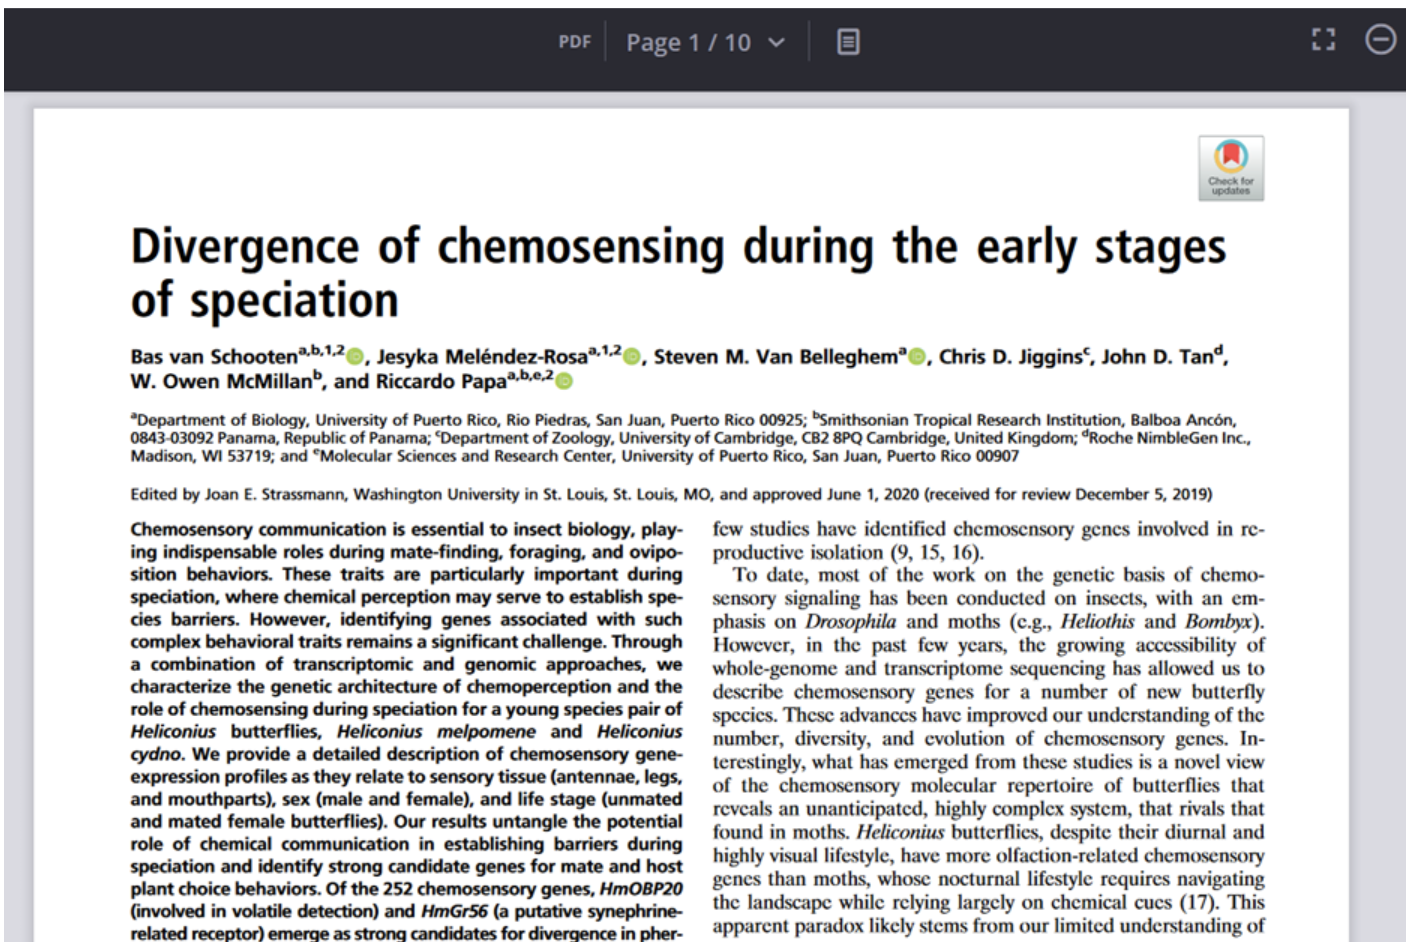 PDF Page 1 / 10
Check for
updates
Divergence of chemosensing during the early stages
of speciation
Bas van Schooten^a,b,1,2, Jesyka Meléndez-Rosa^a,1,2, Steven M. Van Belleghem^a, Chris D. Jiggins^c, John D. Tan^d,
W. Owen McMillan^b, and Riccardo Papa^a,b,e,2
^aDepartment of Biology, University of Puerto Rico, Rio Piedras, San Juan, Puerto Rico 00925; ^bSmithsonian Tropical Research Institution, Balboa Ancón,
0843-03092 Panama, Republic of Panama; ^cDepartment of Zoology, University of Cambridge, CB2 8PQ Cambridge, United Kingdom; ^dRoche NimbleGen Inc.,
Madison, WI 53719; and ^eMolecular Sciences and Research Center, University of Puerto Rico, San Juan, Puerto Rico 00907
Edited by Joan E. Strassmann, Washington University in St. Louis, St. Louis, MO, and approved June 1, 2020 (received for review December 5, 2019)
Chemosensory communication is essential to insect biology, play-
ing indispensable roles during mate-finding, foraging, and ovipo-
sition behaviors. These traits are particularly important during
speciation, where chemical perception may serve to establish spe-
cies barriers. However, identifying genes associated with such
complex behavioral traits remains a significant challenge. Through
a combination of transcriptomic and genomic approaches, we
characterize the genetic architecture of chemoperception and the
role of chemosensing during speciation for a young species pair of
Heliconius butterflies, Heliconius melpomene and Heliconius
cydno. We provide a detailed description of chemosensory gene-
expression profiles as they relate to sensory tissue (antennae, legs,
and mouthparts), sex (male and female), and life stage (unmated
and mated female butterflies). Our results untangle the potential
role of chemical communication in establishing barriers during
speciation and identify strong candidate genes for mate and host
plant choice behaviors. Of the 252 chemosensory genes, HmOBP20
(involved in volatile detection) and HmGr56 (a putative synephrine-
related receptor) emerge as strong candidates for divergence in pher-
few studies have identified chemosensory genes involved in re-
productive isolation (9, 15, 16).
To date, most of the work on the genetic basis of chemo-
sensory signaling has been conducted on insects, with an em-
phasis on Drosophila and moths (e.g., Heliothis and Bombyx).
However, in the past few years, the growing accessibility of
whole-genome and transcriptome sequencing has allowed us to
describe chemosensory genes for a number of new butterfly
species. These advances have improved our understanding of the
number, diversity, and evolution of chemosensory genes. In-
terestingly, what has emerged from these studies is a novel view
of the chemosensory molecular repertoire of butterflies that
reveals an unanticipated, highly complex system, that rivals that
found in moths. Heliconius butterflies, despite their diurnal and
highly visual lifestyle, have more olfaction-related chemosensory
genes than moths, whose nocturnal lifestyle requires navigating
the landscape while relying largely on chemical cues (17). This
apparent paradox likely stems from our limited understanding of